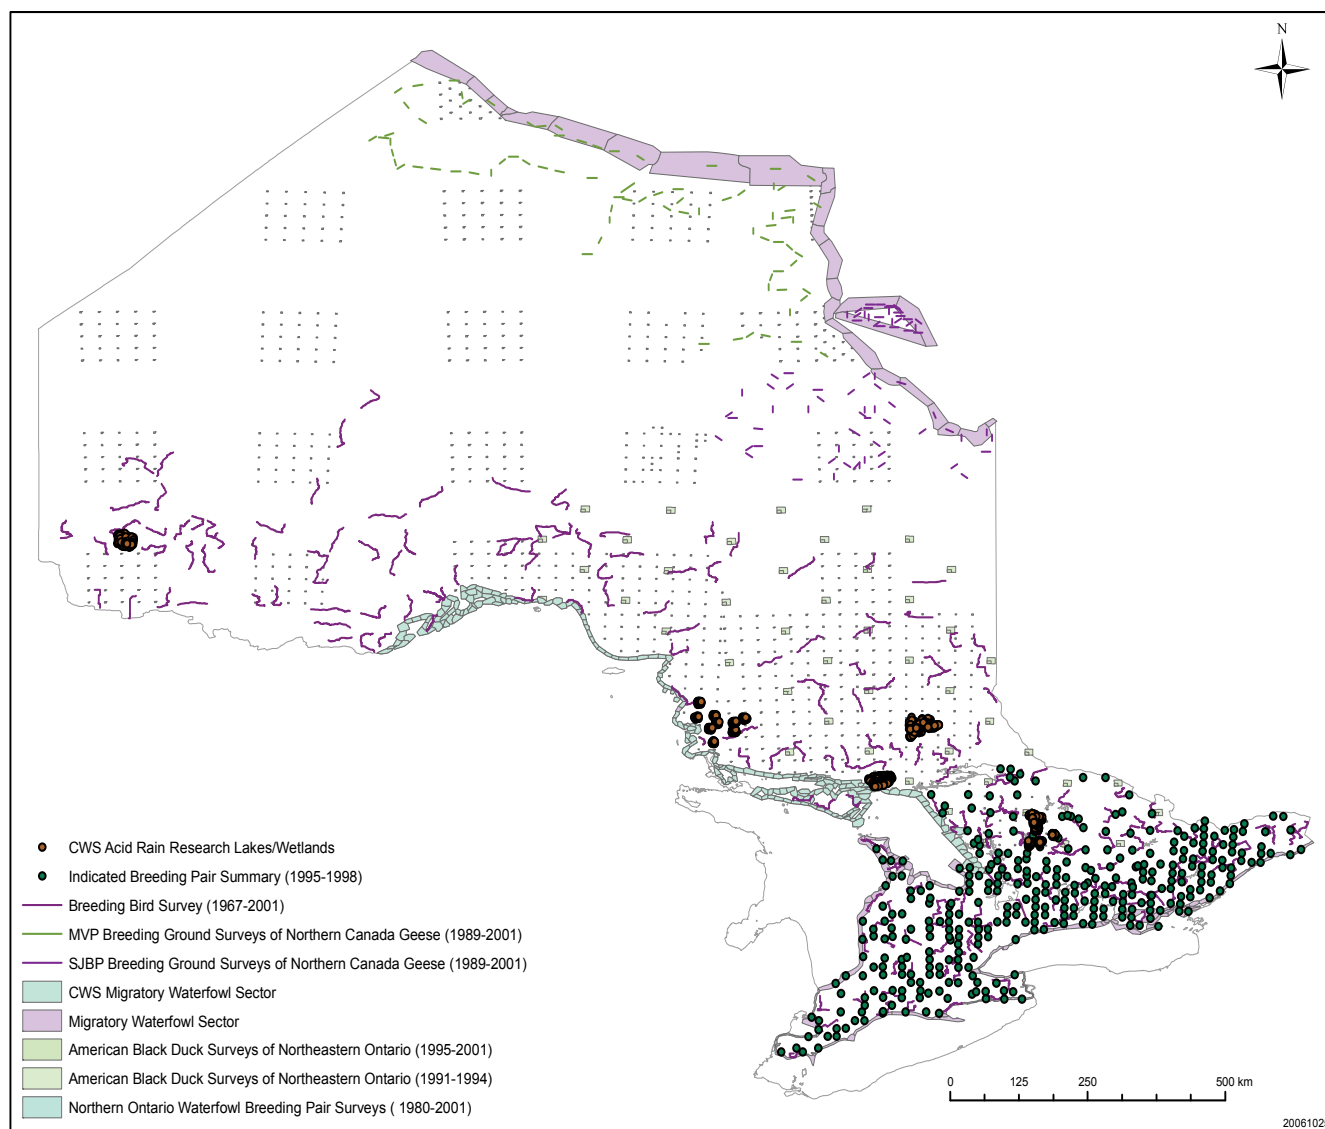 N
CWS Acid Rain Research Lakes/Wetlands
Indicated Breeding Pair Summary (1995-1998)
Breeding Bird Survey (1967-2001)
MVP Breeding Ground Surveys of Northern Canada Geese (1989-2001)
SJBP Breeding Ground Surveys of Northern Canada Geese (1989-2001)
CWS Migratory Waterfowl Sector
Migratory Waterfowl Sector
American Black Duck Surveys of Northeastern Ontario (1995-2001)
American Black Duck Surveys of Northeastern Ontario (1991-1994)
Northern Ontario Waterfowl Breeding Pair Surveys ( 1980-2001)
0 125 250 500 km